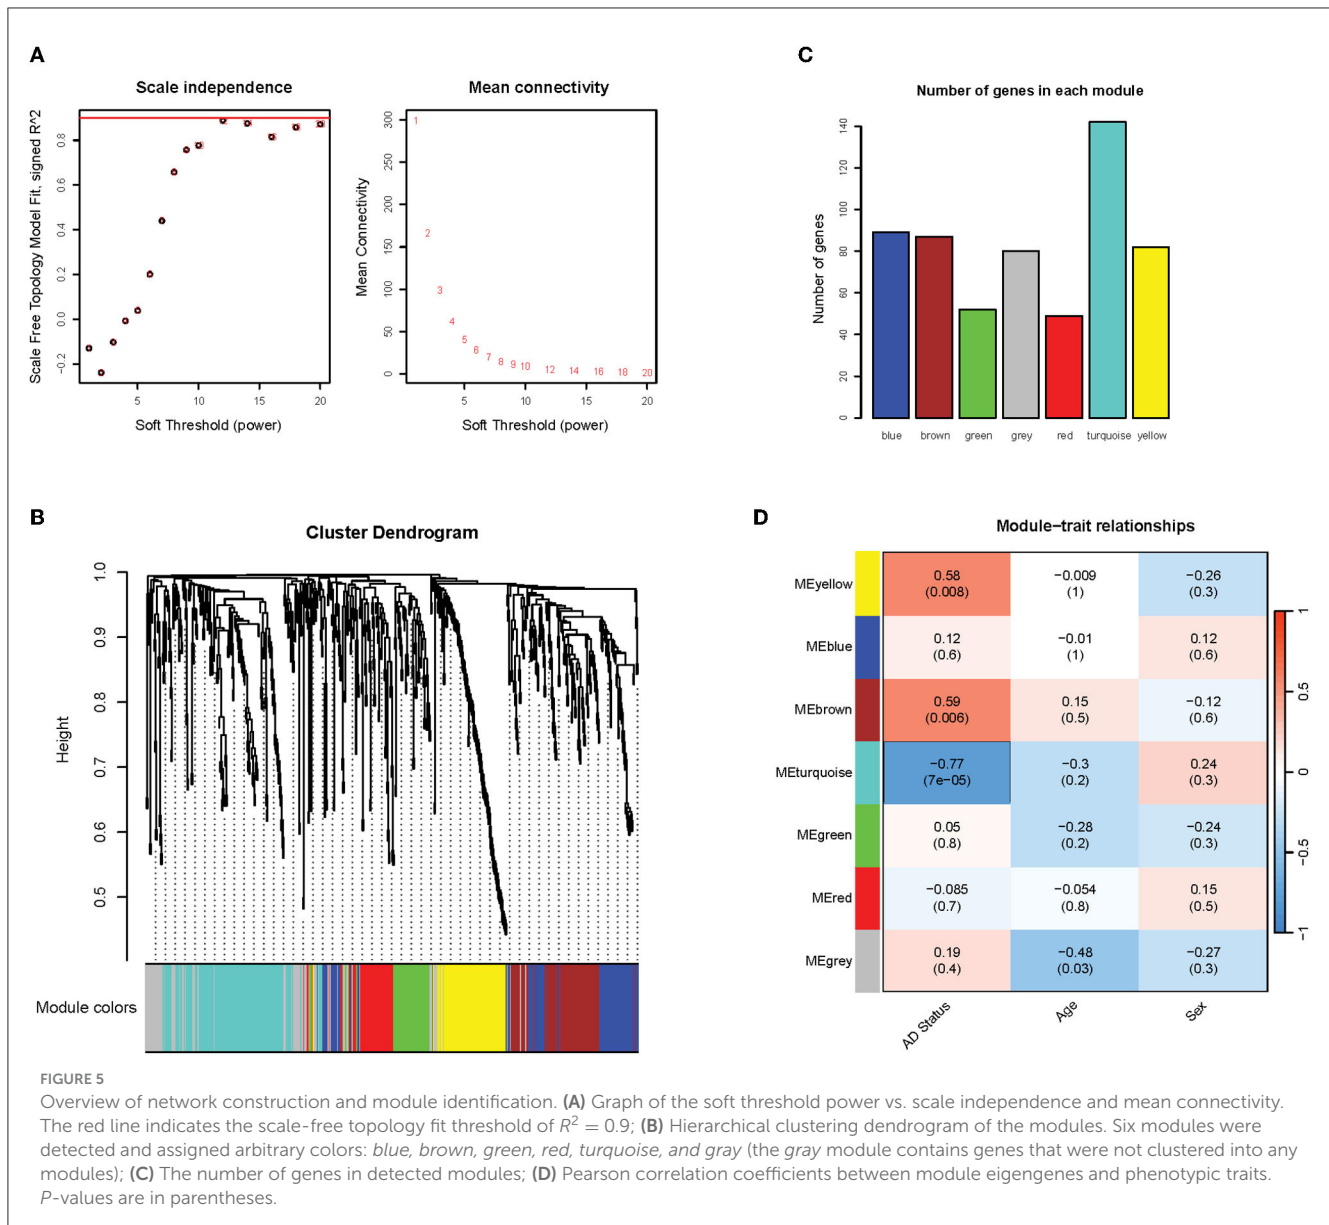 A
Scale independence
Scale Free Topology Model Fit, signed R^2
−0.2 0.0 0.2 0.4 0.6 0.8
5 10 15 20
Soft Threshold (power)
Mean connectivity
Mean Connectivity
0 50 100 150 200 250 300
1
2
3
4
5
6
7
8
9
10
12
14
16
18
20
5 10 15 20
Soft Threshold (power)
C
Number of genes in each module
Number of genes
0 20 40 60 80 100 120 140
blue brown green grey red turquoise yellow
B
Cluster Dendrogram
Height
0.5 0.6 0.7 0.8 0.9 1.0
Module colors
D
Module−trait relationships
MEyellow
0.58 −0.009 −0.26
(0.008) (1) (0.3)
MEblue
0.12 −0.01 0.12
(0.6) (1) (0.6)
MEbrown
0.59 0.15 −0.12
(0.006) (0.5) (0.6)
MEturquoise
−0.77 −0.3 0.24
(7e−05) (0.2) (0.3)
MEgreen
0.05 −0.28 −0.24
(0.8) (0.2) (0.3)
MEred
−0.085 −0.054 0.15
(0.7) (0.8) (0.5)
MEgrey
0.19 −0.48 −0.27
(0.4) (0.03) (0.3)
AD Status Age Sex
−1 −0.5 0 0.5 1
FIGURE 5
Overview of network construction and module identification. (A) Graph of the soft threshold power vs. scale independence and mean connectivity.
The red line indicates the scale-free topology fit threshold of R² = 0.9; (B) Hierarchical clustering dendrogram of the modules. Six modules were
detected and assigned arbitrary colors: blue, brown, green, red, turquoise, and gray (the gray module contains genes that were not clustered into any
modules); (C) The number of genes in detected modules; (D) Pearson correlation coefficients between module eigengenes and phenotypic traits.
P-values are in parentheses.